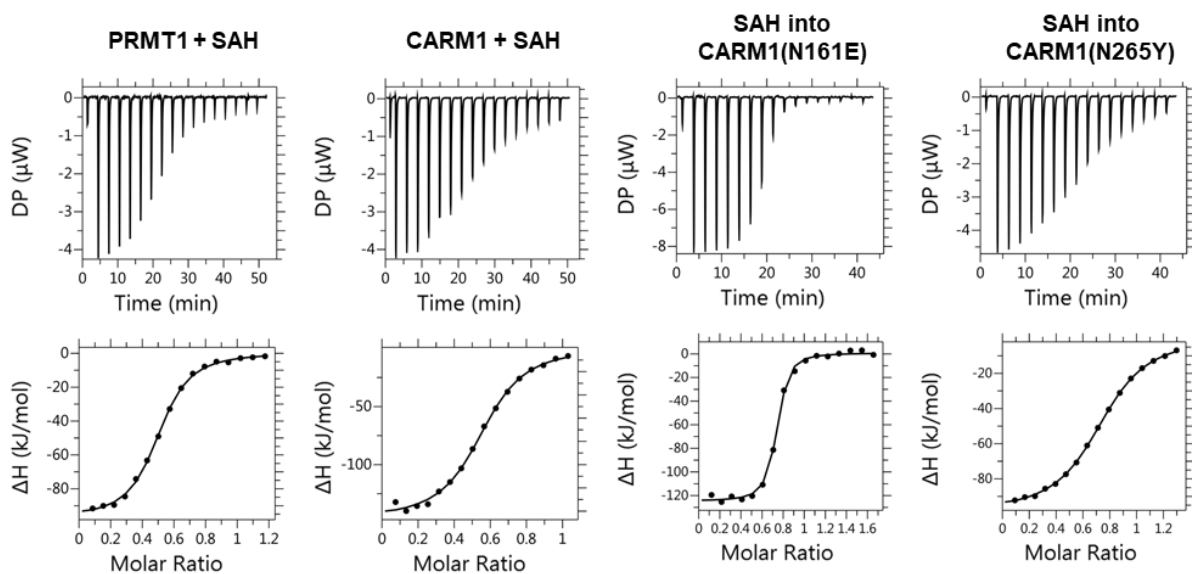 PRMT1 + SAH
CARM1 + SAH
SAH into
CARM1(N161E)
SAH into
CARM1(N265Y)
DP (µW)
0
-1
-2
-3
-4
0 10 20 30 40 50
Time (min)
DP (µW)
0
-1
-2
-3
-4
0 10 20 30 40 50
Time (min)
DP (µW)
0
-2
-4
-6
-8
0 10 20 30 40
Time (min)
DP (µW)
0
-1
-2
-3
-4
0 10 20 30 40
Time (min)
ΔH (kJ/mol)
0
-20
-40
-60
-80
0 0.2 0.4 0.6 0.8 1 1.2
Molar Ratio
ΔH (kJ/mol)
-50
-100
0 0.2 0.4 0.6 0.8 1
Molar Ratio
ΔH (kJ/mol)
0
-20
-40
-60
-80
-100
-120
0 0.2 0.4 0.6 0.8 1 1.2 1.4 1.6
Molar Ratio
ΔH (kJ/mol)
-20
-40
-60
-80
0 0.2 0.4 0.6 0.8 1 1.2
Molar Ratio